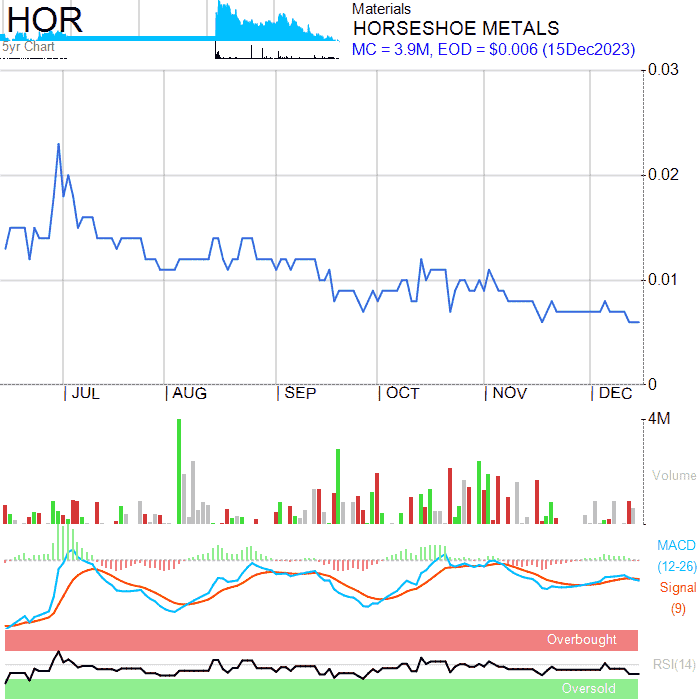 HOR
5yr Chart
Materials
HORSESHOE METALS
MC = 3.9M, EOD = $0.006 (15Dec2023)
0.03
0.02
0.01
0
JUL AUG SEP OCT NOV DEC
4M
Volume
MACD
(12-26)
Signal
(9)
Overbought
RSI(14)
Oversold